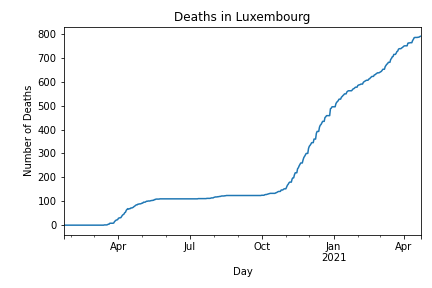 Deaths in Luxembourg
800
700
600
500
400
300
200
100
0
Number of Deaths
Apr
Jul
Oct
Jan
2021
Apr
Day